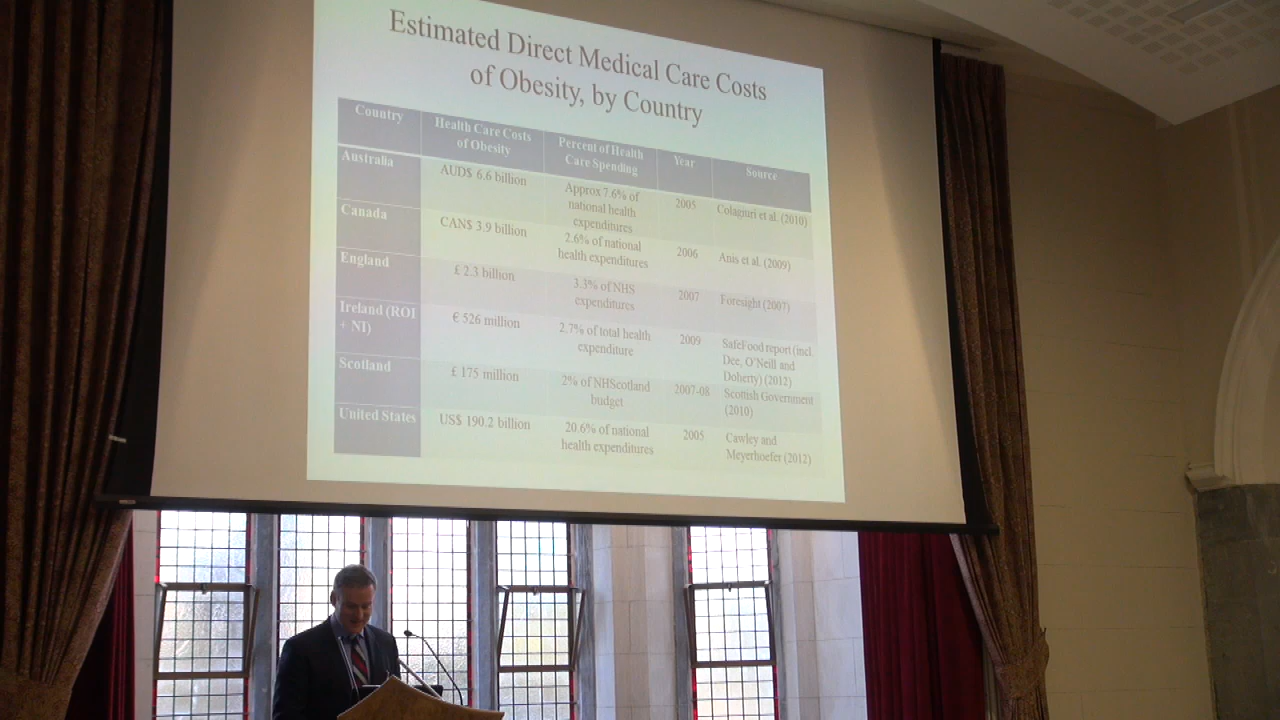 Estimated Direct Medical Care Costs
of Obesity, by Country
Country
Health Care Costs
of Obesity
Percent of Health
Care Spending
Year
Source
Australia
AUD$ 6.6 billion
Approx 7.6% of
national health
expenditures
2005
Colagiuri et al. (2010)
Canada
CAN$ 3.9 billion
2.6% of national
health expenditures
2006
Anis et al. (2009)
England
£ 2.3 billion
3.3% of NHS
expenditures
2007
Foresight (2007)
Ireland (ROI
+ NI)
€ 526 million
2.7% of total health
expenditure
2009
SafeFood report (incl.
Dee, O'Neill and
Doherty) (2012)
Scotland
£ 175 million
2% of NHScotland
budget
2007-08
Scottish Government
(2010)
United States
US$ 190.2 billion
20.6% of national
health expenditures
2005
Cawley and
Meyerhoefer (2012)